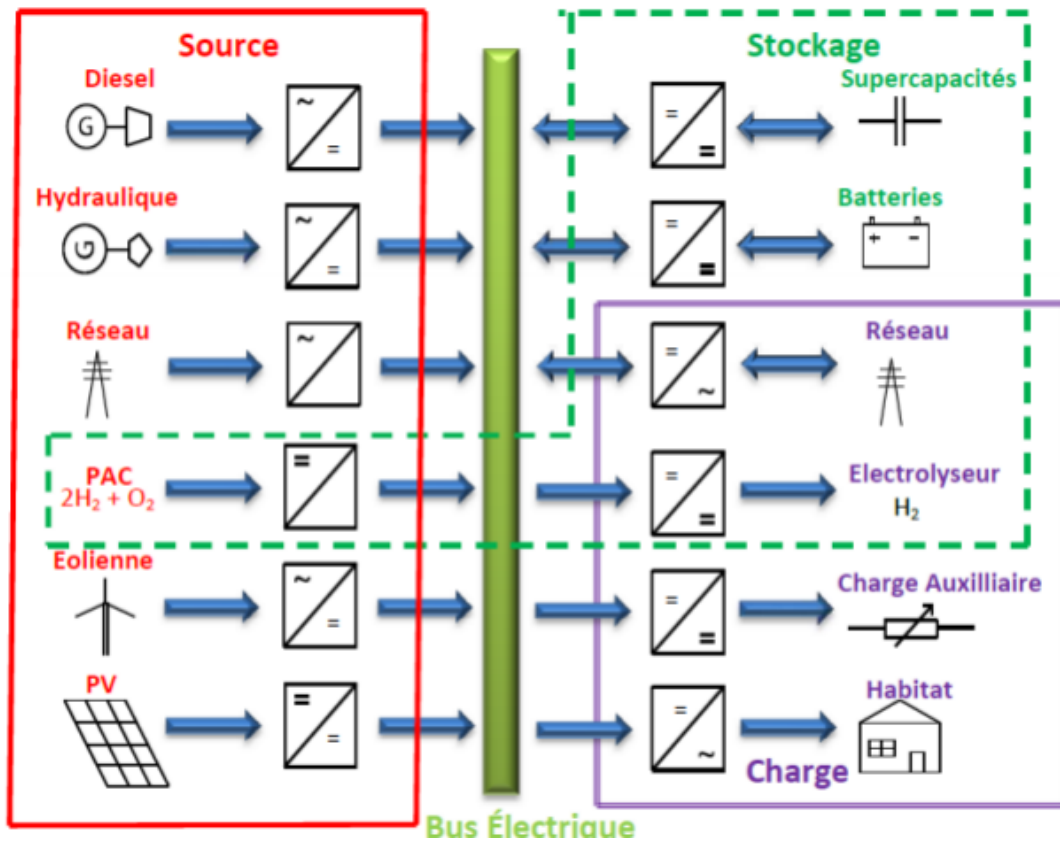 Source
Diesel
G
~
=
Hydraulique
G
~
=
Réseau
~
PAC
2H₂ + O₂
=
Eolienne
~
=
PV
=
=
Bus Électrique
Stockage
Supercapacités
=
=
Batteries
+ -
=
=
Réseau
=
~
Electrolyseur
H₂
=
=
Charge Auxilliaire
=
=
Habitat
=
~
Charge